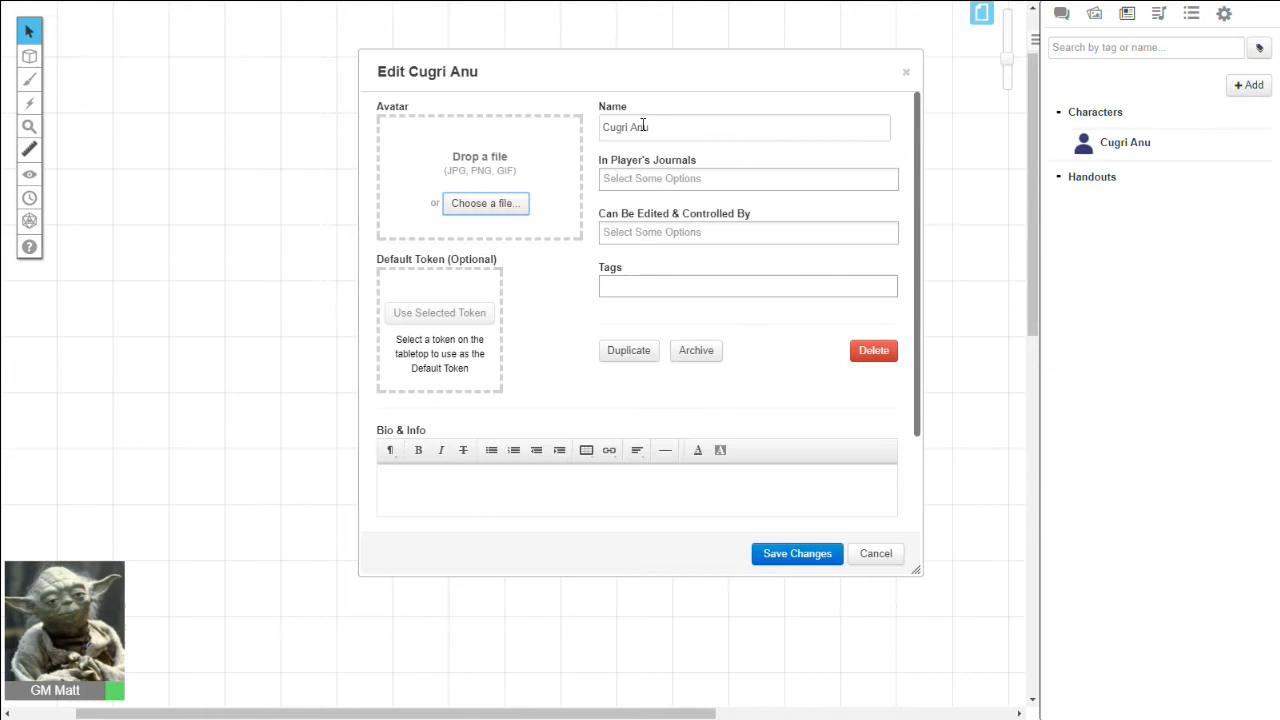 Edit Cugri Anu
×
Avatar
Drop a file
(JPG, PNG, GIF)
or Choose a file...
Default Token (Optional)
Use Selected Token
Select a token on the
tabletop to use as the
Default Token
Name
Cugri Anu
In Player's Journals
Select Some Options
Can Be Edited & Controlled By
Select Some Options
Tags
Duplicate
Archive
Delete
Bio & Info
¶ B I T A A
Save Changes
Cancel
Search by tag or name...
+ Add
Characters
Cugri Anu
Handouts
GM Matt